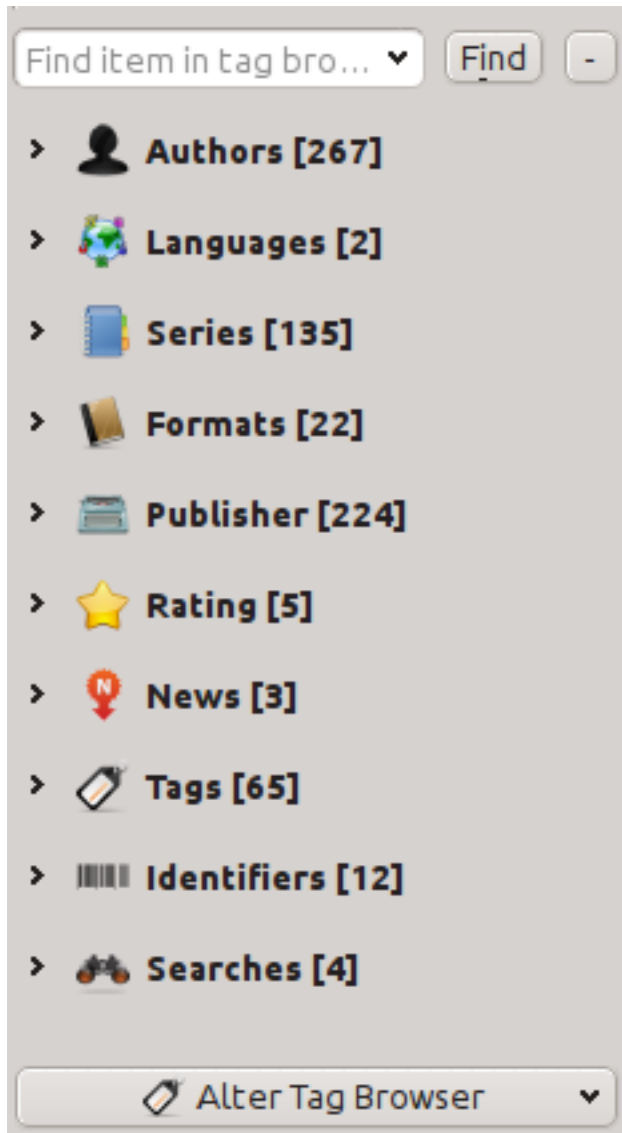 Find item in tag bro... Find -
Authors [267]
Languages [2]
Series [135]
Formats [22]
Publisher [224]
Rating [5]
N News [3]
Tags [65]
Identifiers [12]
Searches [4]
Alter Tag Browser